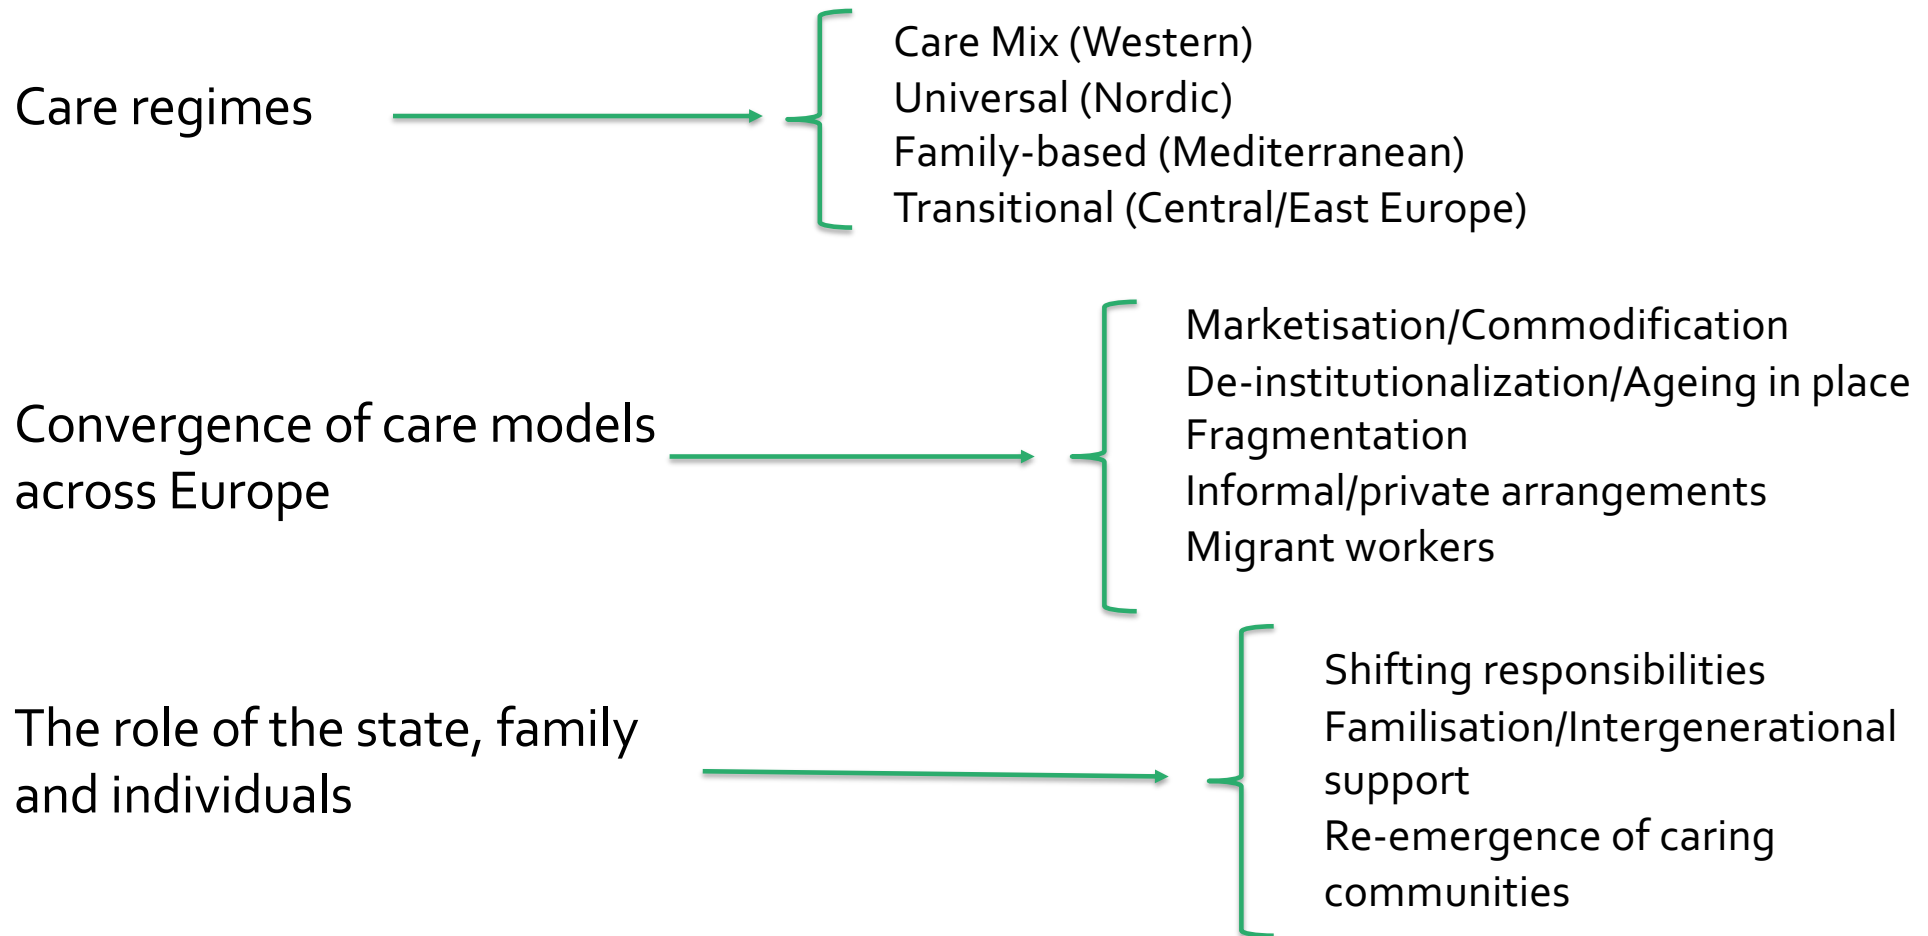 Care regimes
Care Mix (Western)
Universal (Nordic)
Family-based (Mediterranean)
Transitional (Central/East Europe)
Convergence of care models
across Europe
Marketisation/Commodification
De-institutionalization/Ageing in place
Fragmentation
Informal/private arrangements
Migrant workers
The role of the state, family
and individuals
Shifting responsibilities
Familisation/Intergenerational
support
Re-emergence of caring
communities